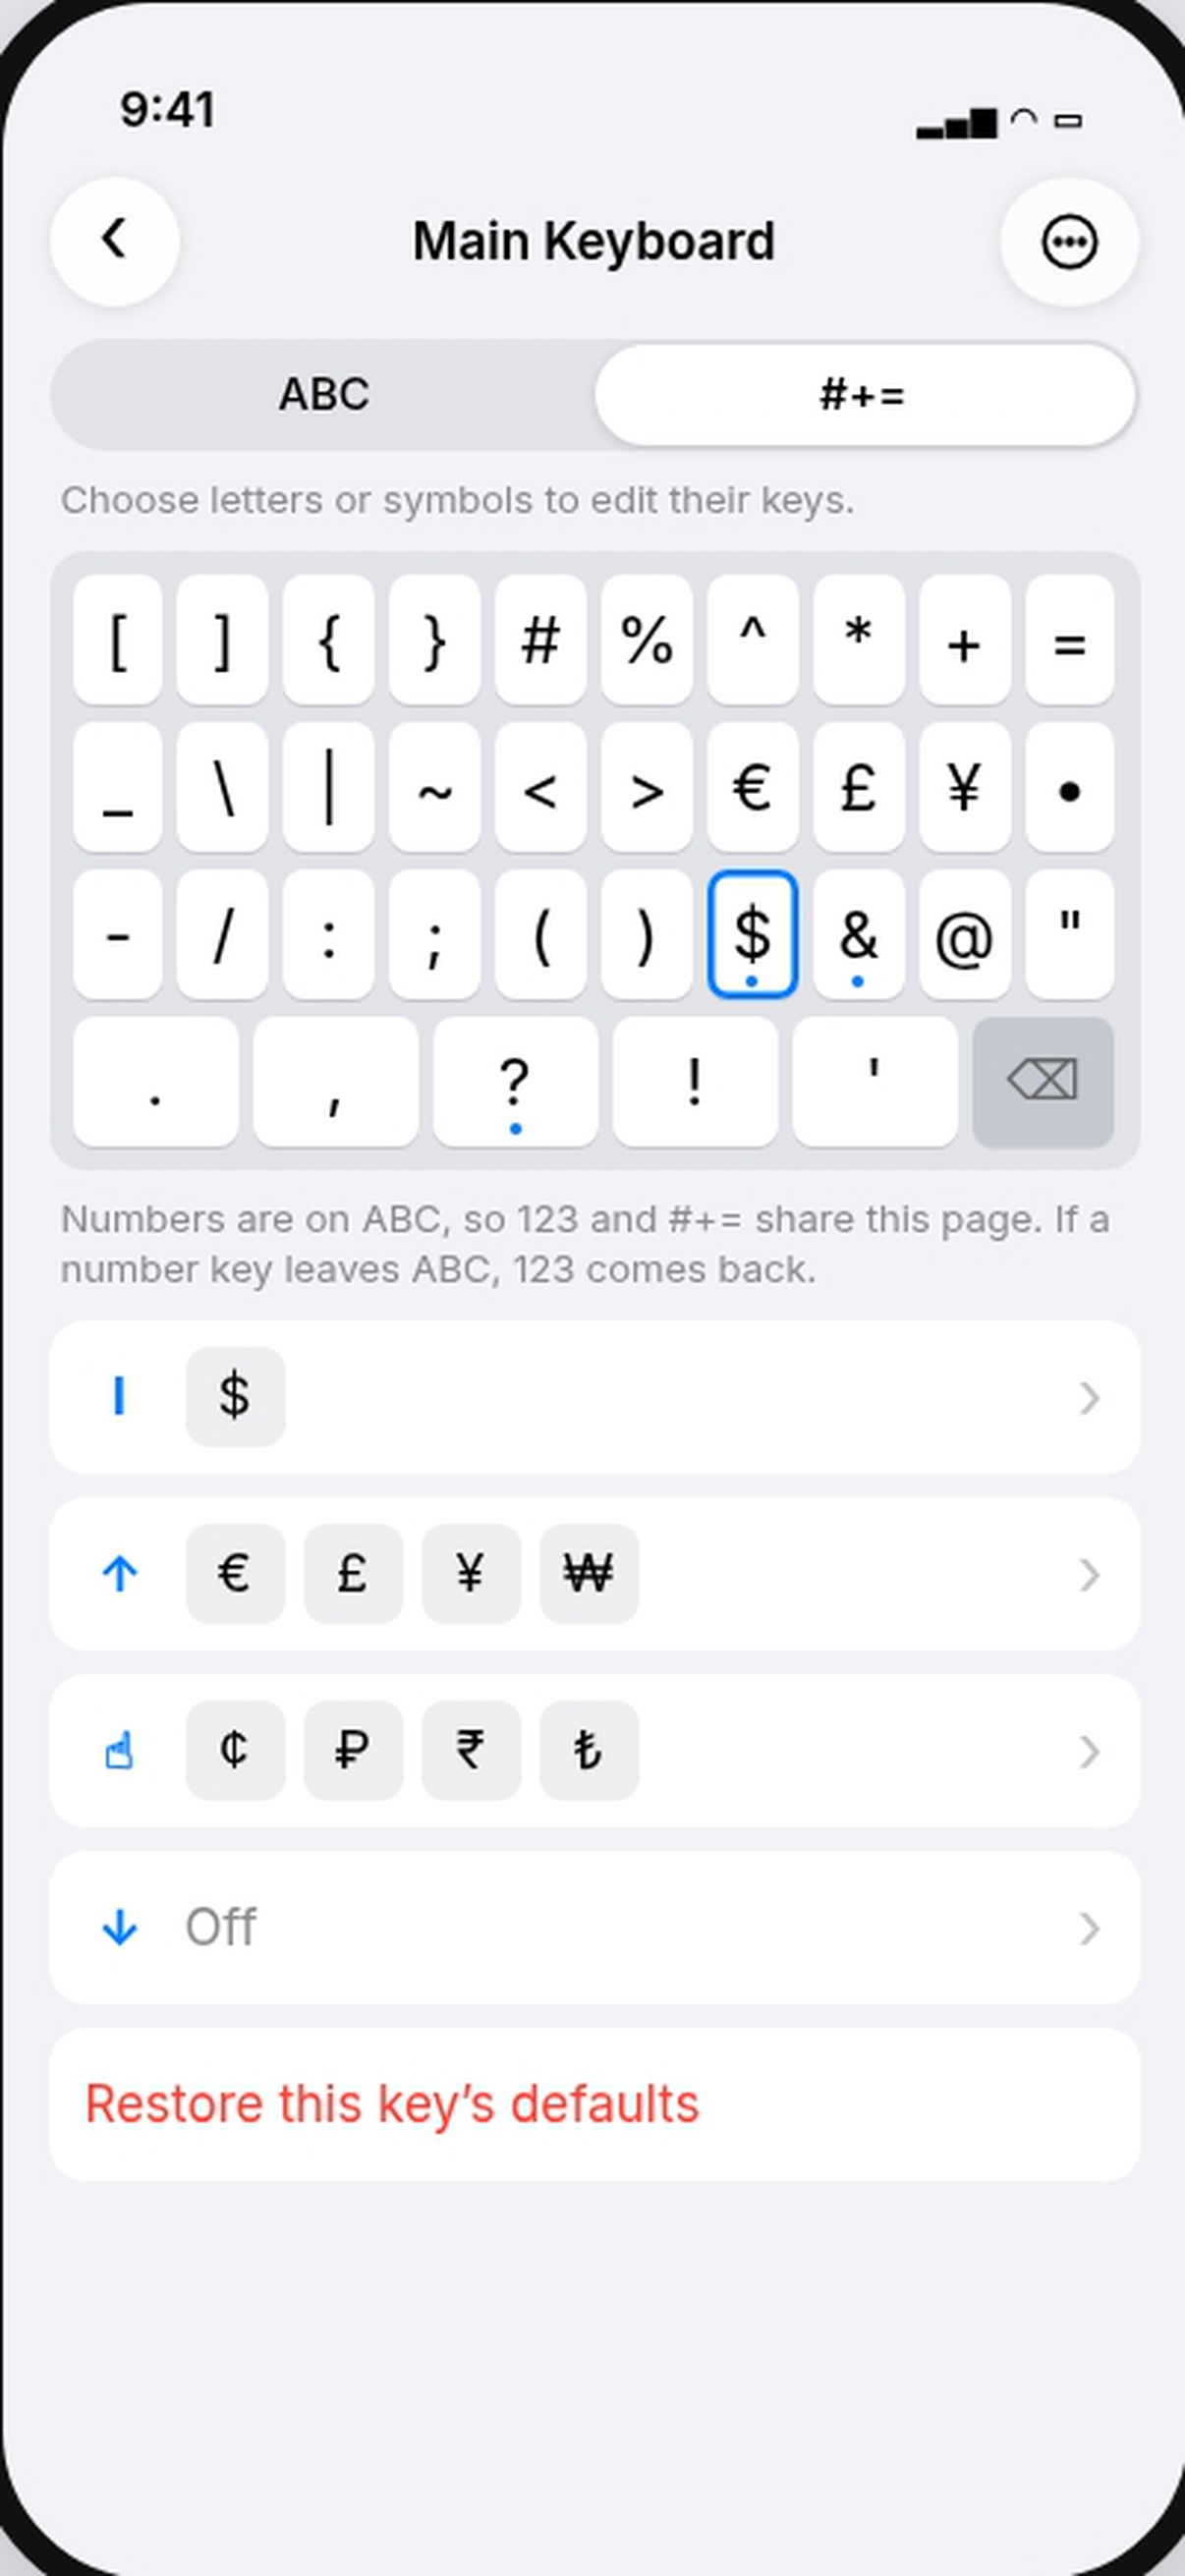 9:41
Main Keyboard
ABC #+=
Choose letters or symbols to edit their keys.
[ ] { } # % ^ * + =
_ \ | ~ < > € £ ¥ •
- / : ; ( ) $ & @ "
. , ? ! '
Numbers are on ABC, so 123 and #+= share this page. If a
number key leaves ABC, 123 comes back.
$
€ £ ¥ ₩
¢ ₽ ₹ ₺
Off
Restore this key’s defaults